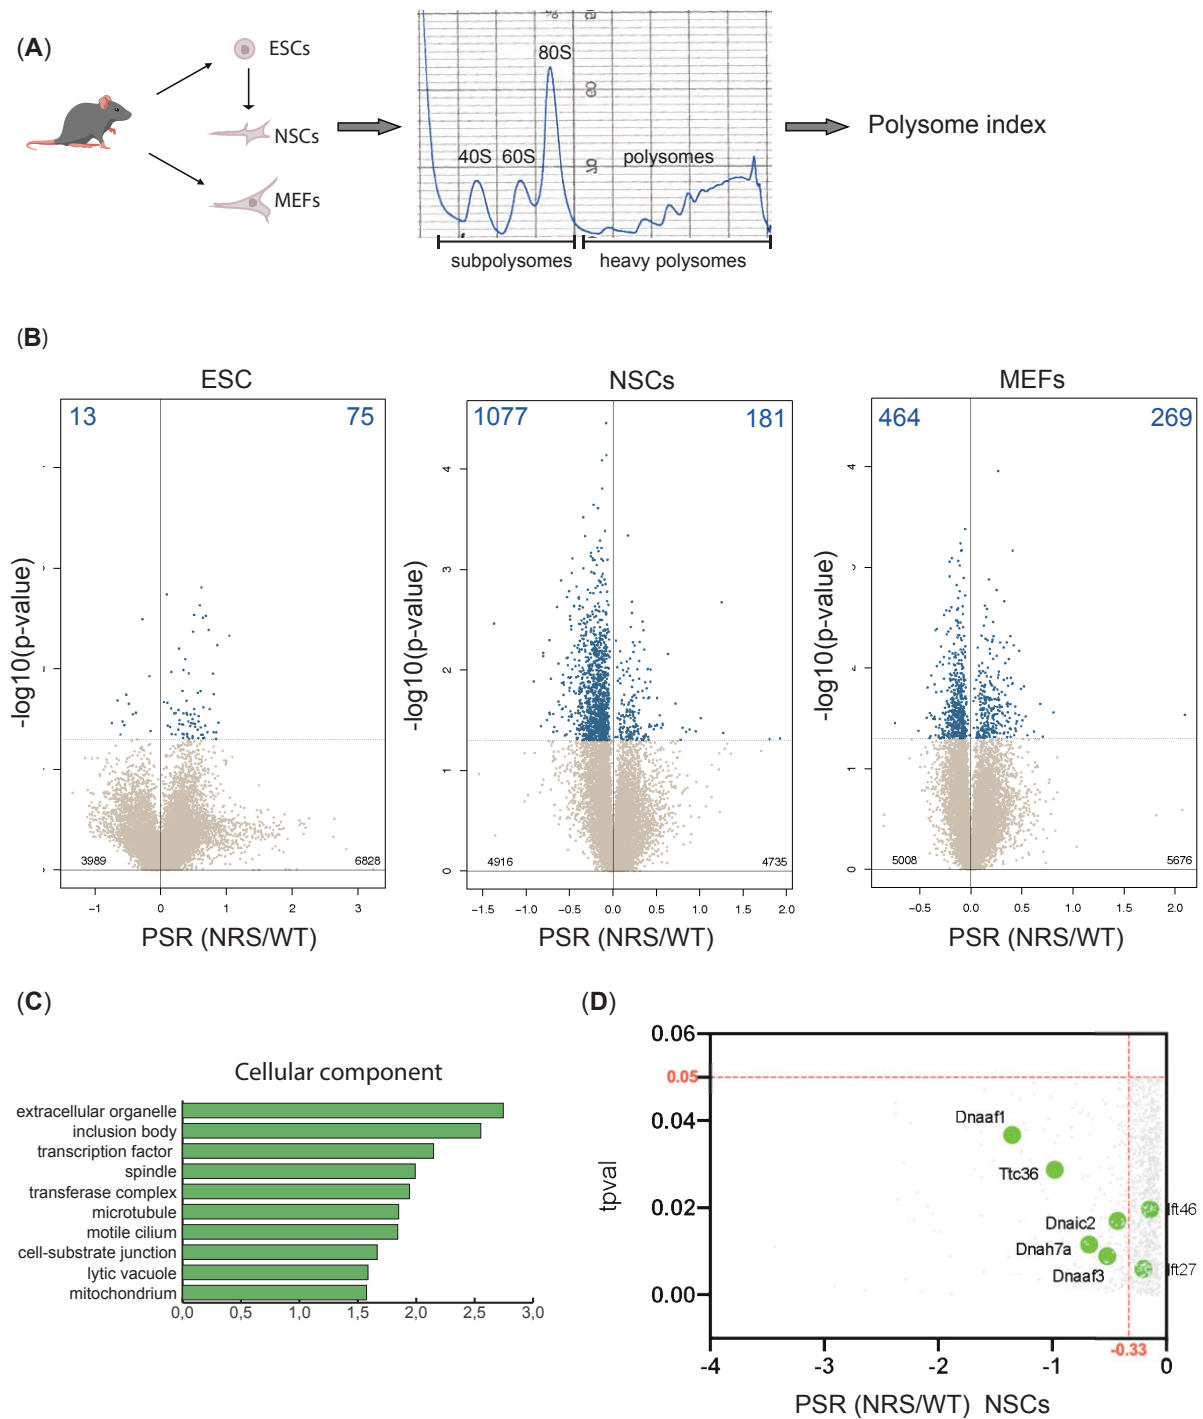 (A)
ESCs
NSCs
MEFs
40S
60S
80S
polysomes
subpolysomes
heavy polysomes
Polysome index
(B)
ESC
13
75
3989
6828
-log10(p-value)
−1
0
1
2
3
PSR (NRS/WT)
NSCs
1077
181
4916
4735
-log10(p-value)
4
3
2
1
0
−1.5
−1.0
−0.5
0.0
0.5
1.0
1.5
2.0
PSR (NRS/WT)
MEFs
464
269
5008
5676
-log10(p-value)
4
1
0
−0.5
0.0
0.5
1.0
1.5
2.0
PSR (NRS/WT)
(C)
Cellular component
extracellular organelle
inclusion body
transcription factor
spindle
transferase complex
microtubule
motile cilium
cell-substrate junction
lytic vacuole
mitochondrium
0,0
0,5
1,0
1,5
2,0
2,5
3,0
(D)
0.06
0.05
0.04
0.02
0.00
tpval
Dnaaf1
Ttc36
Dnaic2
Dnah7a
Dnaaf3
Ift46
Ift27
-4
-3
-2
-1
-0.33
0
PSR (NRS/WT) NSCs